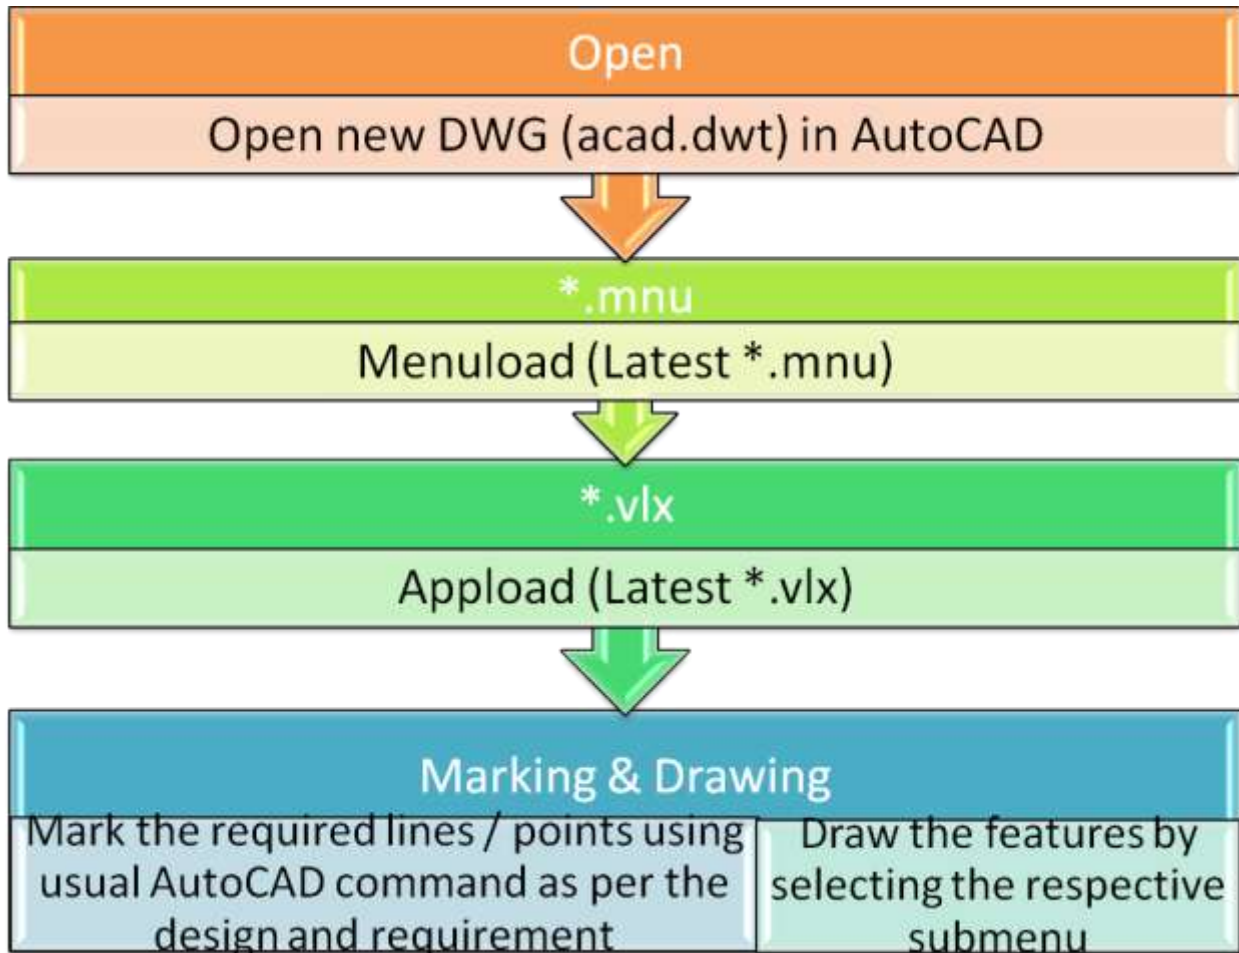 Open
Open new DWG (acad.dwt) in AutoCAD
*.mnu
Menuload (Latest *.mnu)
*.vlx
Appload (Latest *.vlx)
Marking & Drawing
Mark the required lines / points using
usual AutoCAD command as per the
design and requirement
Draw the features by
selecting the respective
submenu